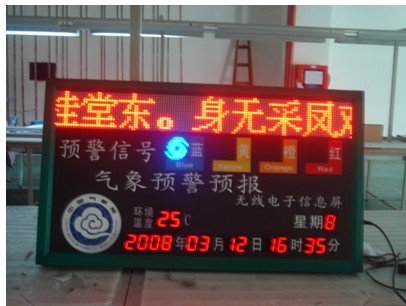 桂堂东。身无采凤双
预警信号 蓝 黄 橙 红
Blue Yellow Orange Red
气象预警预报
无线电子信息屏
环境温度 25℃ 星期8
2008年03月12日16时35分